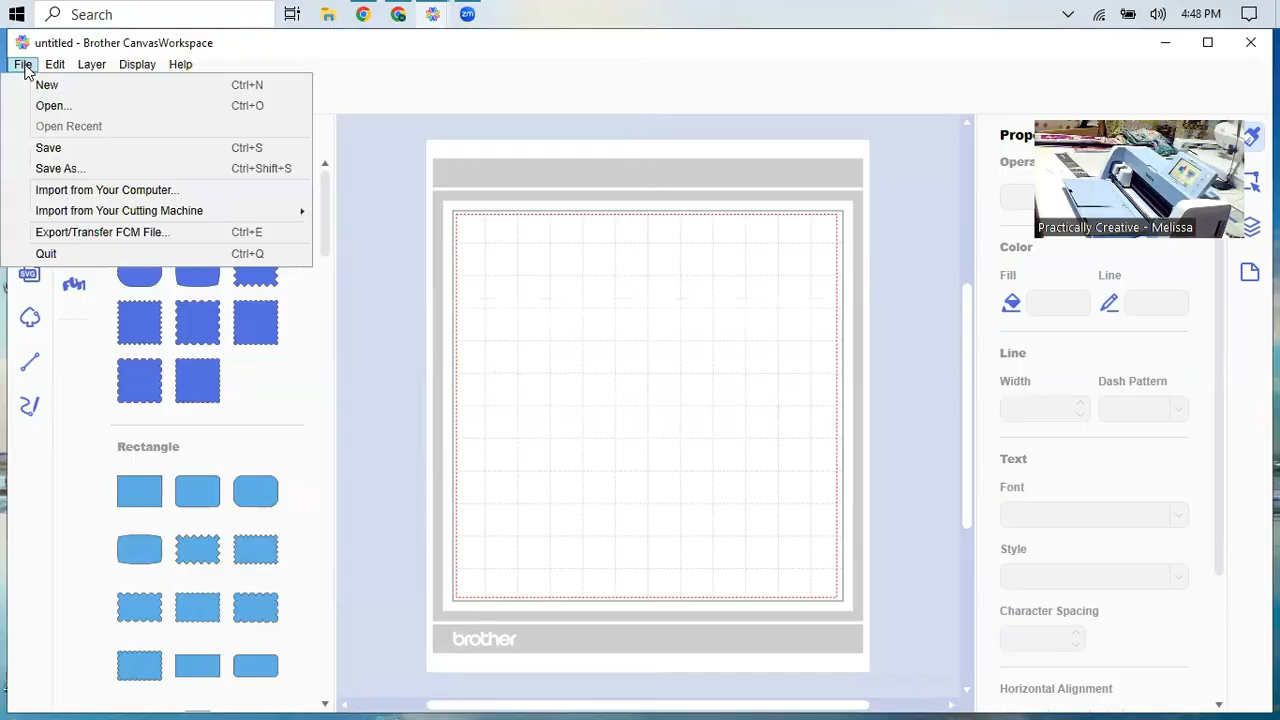 Search
4:48 PM
untitled - Brother CanvasWorkspace
File Edit Layer Display Help
New Ctrl+N
Open... Ctrl+O
Open Recent
Save Ctrl+S
Save As... Ctrl+Shift+S
Import from Your Computer...
Import from Your Cutting Machine
Export/Transfer FCM File... Ctrl+E
Quit Ctrl+Q
SVG
fun
Rectangle
brother
Practically Creative - Melissa
Color
Fill Line
Line
Width Dash Pattern
Text
Font
Style
Character Spacing
Horizontal Alignment